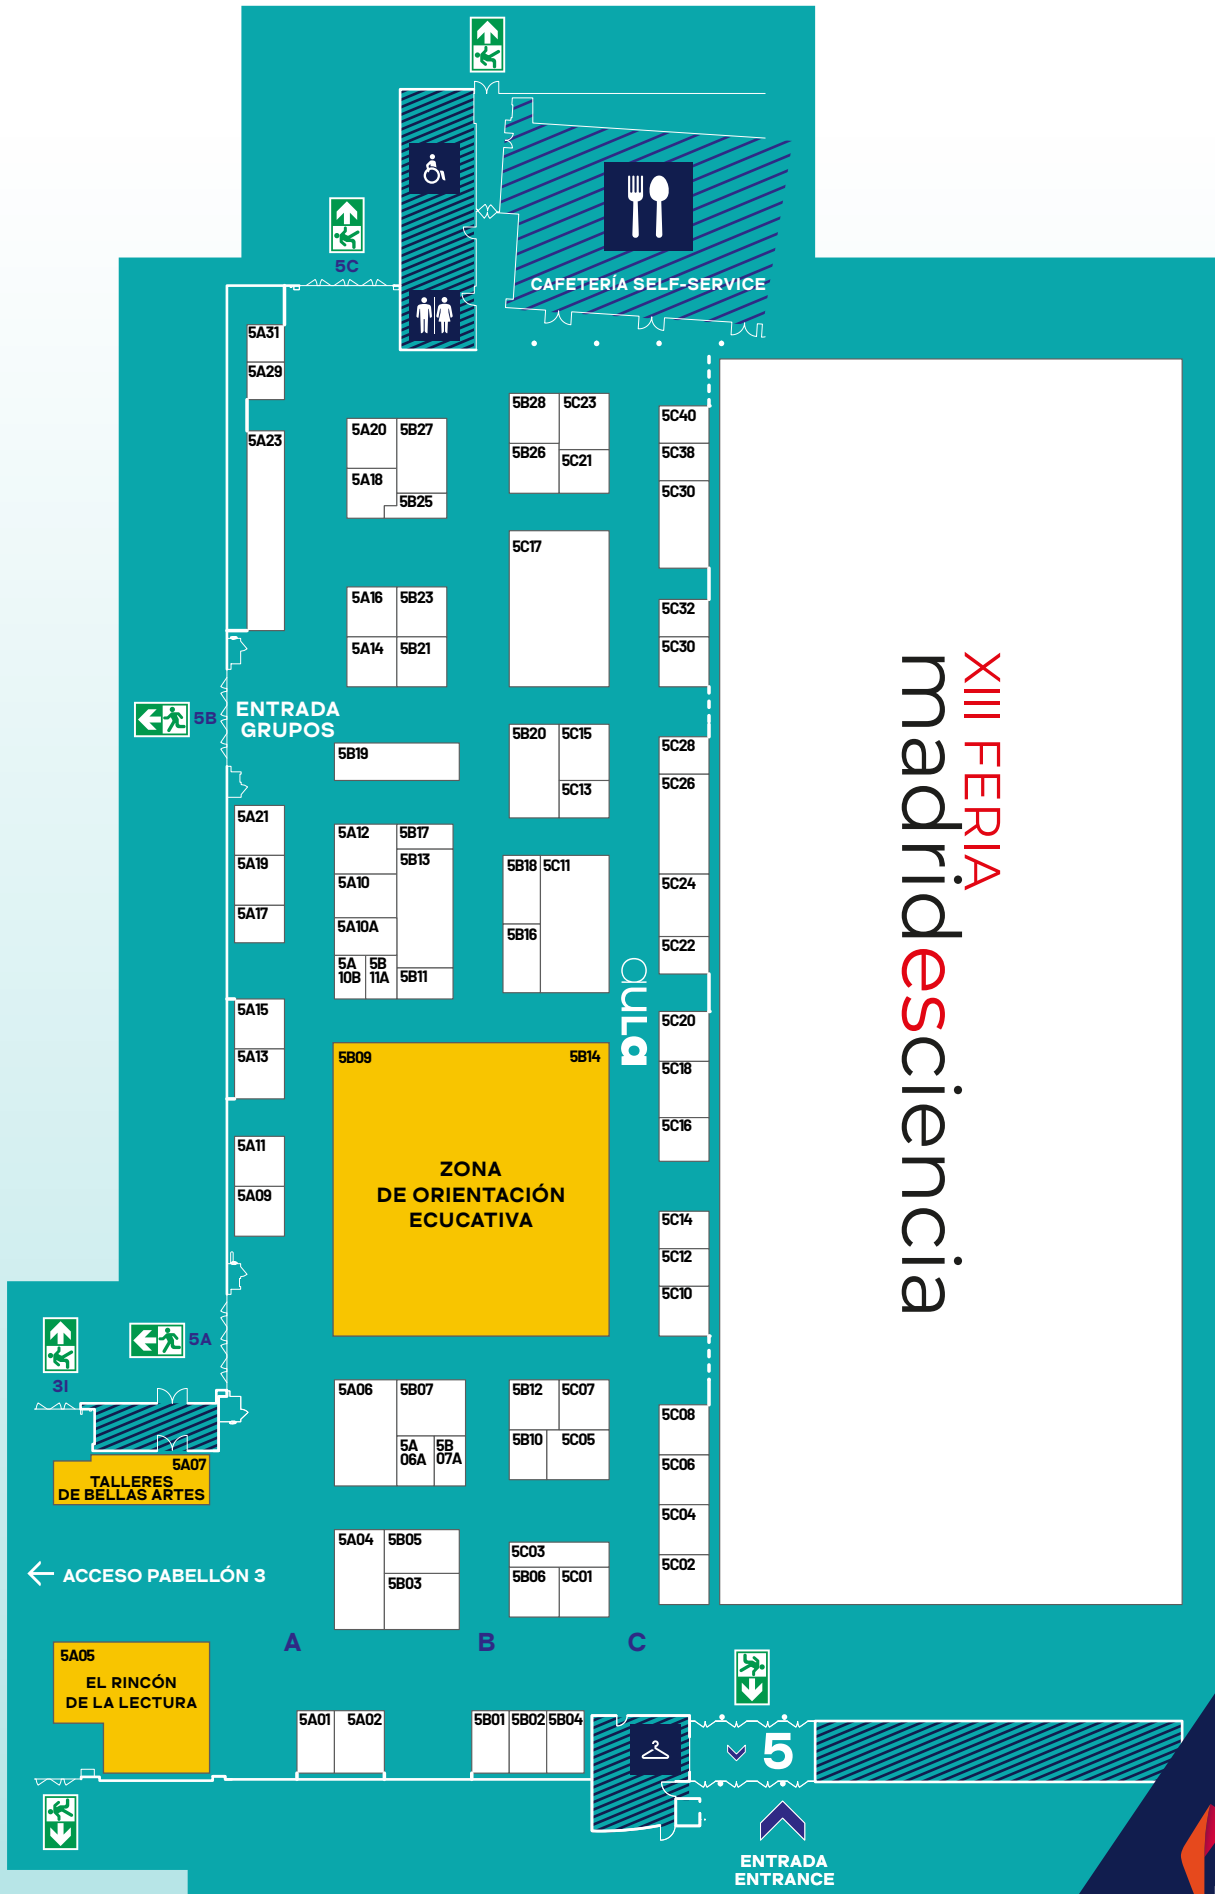 5C
CAFETERÍA SELF-SERVICE
5A31
5A29
5A23
5A20
5B27
5A18
5B25
5B28
5C23
5B26
5C21
5C40
5C38
5C30
5C17
5A16
5B23
5A14
5B21
5C32
5C30
5B
ENTRADA
GRUPOS
5B19
5B20
5C15
5C13
5C28
5C26
5A21
5A19
5A17
5A12
5B17
5B13
5A10
5A10A
5A
10B
5B
11A
5B11
5B18
5C11
5B16
5C24
5C22
aula
XIII FERIA
madridesciencia
5A15
5A13
5B09
5B14
ZONA
DE ORIENTACIÓN
ECUCATIVA
5C20
5C18
5C16
5A11
5A09
5C14
5C12
5C10
5A
3I
5A06
5B07
5A
06A
5B
07A
5B12
5C07
5B10
5C05
5C08
5C06
5C04
5C02
5A07
TALLERES
DE BELLAS ARTES
ACCESO PABELLÓN 3
5A04
5B05
5B03
5C03
5B06
5C01
A
B
C
5A05
EL RINCÓN
DE LA LECTURA
5A01
5A02
5B01
5B02
5B04
5
ENTRADA
ENTRANCE